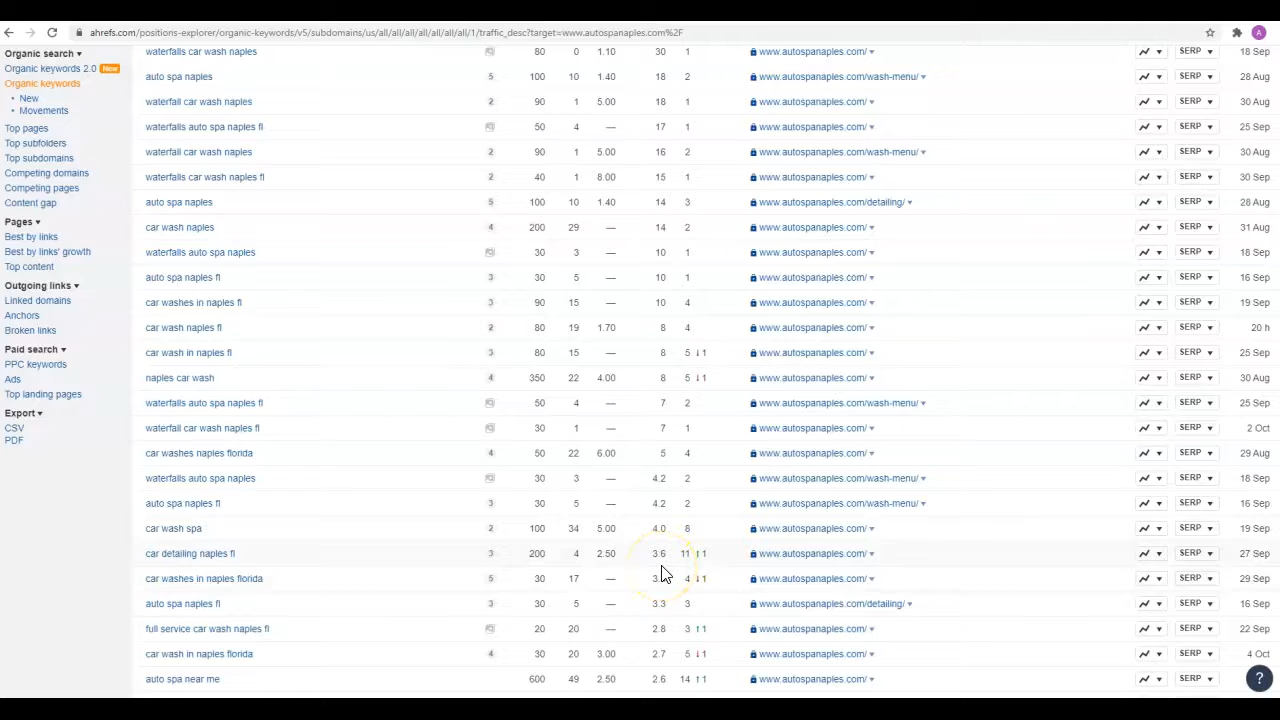 ahrefs.com/positions-explorer/organic-keywords/v5/subdomains/us/all/all/all/all/all/all/all/1/traffic_desc?target=www.autospanaples.com%2F A
Organic search
Organic keywords 2.0 New
Organic keywords
New
Movements
Top pages
Top subfolders
Top subdomains
Competing domains
Competing pages
Content gap
Pages
Best by links
Best by links' growth
Top content
Outgoing links
Linked domains
Anchors
Broken links
Paid search
PPC keywords
Ads
Top landing pages
Export
CSV
PDF
waterfalls car wash naples 80 0 1.10 30 1 www.autospanaples.com/ SERP 18 Sep
auto spa naples 5 100 10 1.40 18 2 www.autospanaples.com/wash-menu/ SERP 28 Aug
waterfall car wash naples 2 90 1 5.00 18 1 www.autospanaples.com/ SERP 30 Aug
waterfalls auto spa naples fl 50 4 — 17 1 www.autospanaples.com/ SERP 25 Sep
waterfall car wash naples 2 90 1 5.00 16 2 www.autospanaples.com/wash-menu/ SERP 30 Aug
waterfalls car wash naples fl 2 40 1 8.00 15 1 www.autospanaples.com/ SERP 30 Sep
auto spa naples 5 100 10 1.40 14 3 www.autospanaples.com/detailing/ SERP 28 Aug
car wash naples 4 200 29 — 14 2 www.autospanaples.com/ SERP 31 Aug
waterfalls auto spa naples 30 3 — 10 1 www.autospanaples.com/ SERP 18 Sep
auto spa naples fl 3 30 5 — 10 1 www.autospanaples.com/ SERP 16 Sep
car washes in naples fl 3 90 15 — 10 4 www.autospanaples.com/ SERP 19 Sep
car wash naples fl 2 80 19 1.70 8 4 www.autospanaples.com/ SERP 20 h
car wash in naples fl 3 80 15 — 8 5 ↓1 www.autospanaples.com/ SERP 25 Sep
naples car wash 4 350 22 4.00 8 5 ↓1 www.autospanaples.com/ SERP 30 Aug
waterfalls auto spa naples fl 50 4 — 7 2 www.autospanaples.com/wash-menu/ SERP 25 Sep
waterfall car wash naples fl 30 1 — 7 1 www.autospanaples.com/ SERP 2 Oct
car washes naples florida 4 50 22 6.00 5 4 www.autospanaples.com/ SERP 29 Aug
waterfalls auto spa naples 30 3 — 4.2 2 www.autospanaples.com/wash-menu/ SERP 18 Sep
auto spa naples fl 3 30 5 — 4.2 2 www.autospanaples.com/wash-menu/ SERP 16 Sep
car wash spa 2 100 34 5.00 4.0 8 www.autospanaples.com/ SERP 19 Sep
car detailing naples fl 3 200 4 2.50 3.6 11 ↑1 www.autospanaples.com/ SERP 27 Sep
car washes in naples florida 5 30 17 — 4 ↓1 www.autospanaples.com/ SERP 29 Sep
auto spa naples fl 3 30 5 — 3.3 3 www.autospanaples.com/detailing/ SERP 16 Sep
full service car wash naples fl 20 20 — 2.8 3 ↑1 www.autospanaples.com/ SERP 22 Sep
car wash in naples florida 4 30 20 3.00 2.7 5 ↓1 www.autospanaples.com/ SERP 4 Oct
auto spa near me 600 49 2.50 2.6 14 ↑1 www.autospanaples.com/ SERP ?